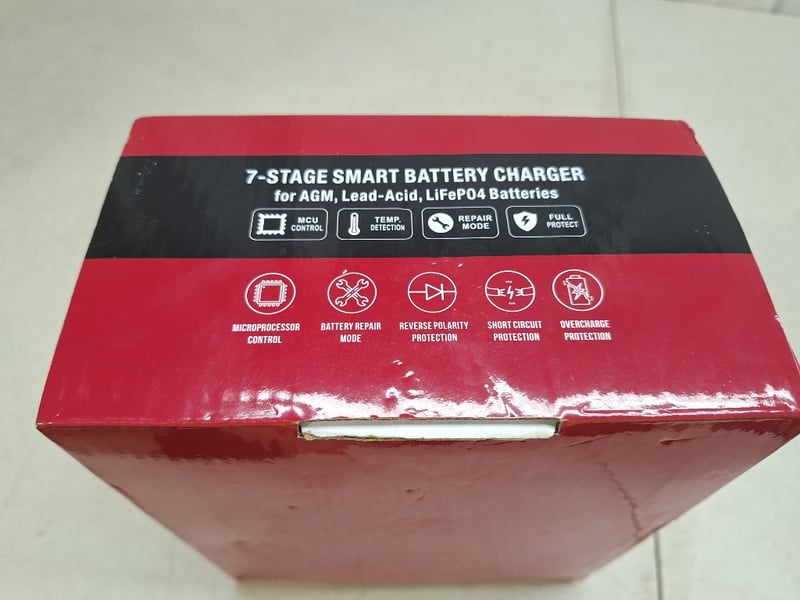 7-STAGE SMART BATTERY CHARGER
for AGM, Lead-Acid, LiFePO4 Batteries
MCU CONTROL
TEMP. DETECTION
REPAIR MODE
FULL PROTECT
MICROPROCESSOR CONTROL
BATTERY REPAIR MODE
REVERSE POLARITY PROTECTION
SHORT CIRCUIT PROTECTION
OVERCHARGE PROTECTION